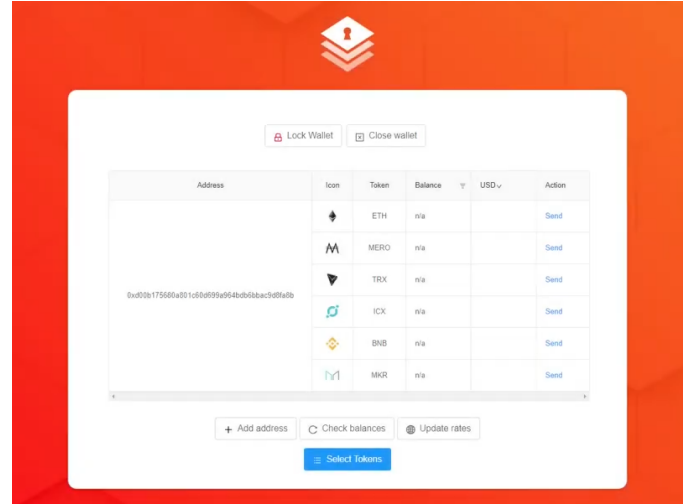 Lock Wallet Close wallet
Address Icon Token Balance USD Action
ETH n/a Send
MERO n/a Send
TRX n/a Send
ICX n/a Send
BNB n/a Send
MKR n/a Send
Add address Check balances Update rates
Select Tokens